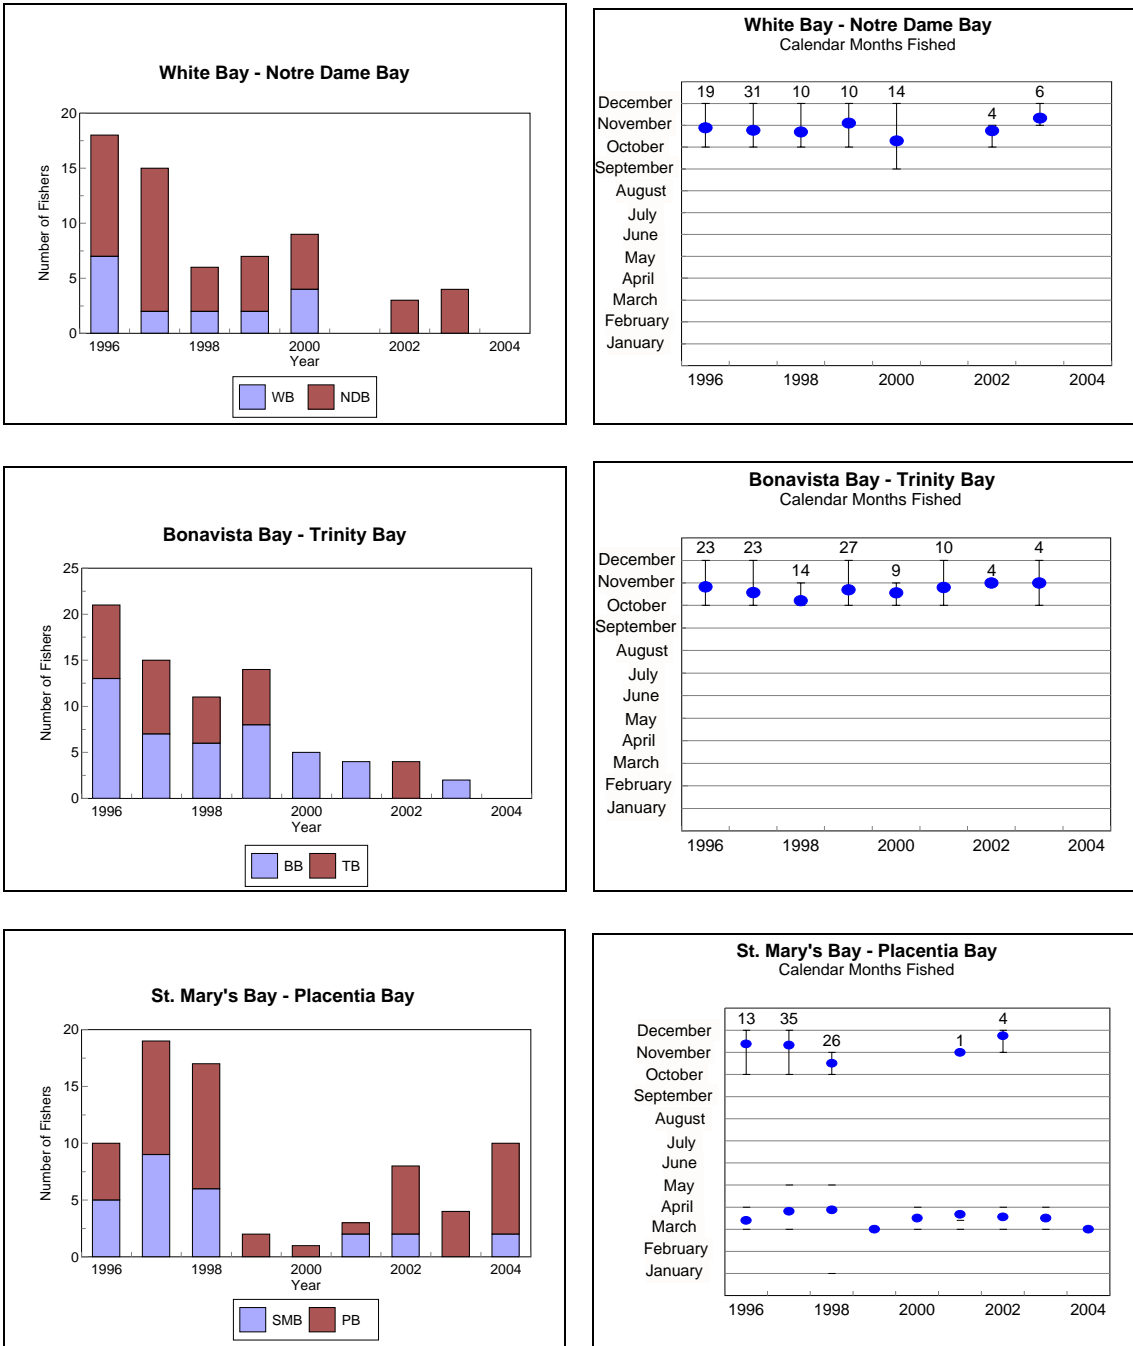 White Bay - Notre Dame Bay
20
15
10
5
0
Number of Fishers
1996
1998
2000
2002
2004
Year
WB
NDB
White Bay - Notre Dame Bay
Calendar Months Fished
19
31
10
10
14
4
6
December
November
October
September
August
July
June
May
April
March
February
January
1996
1998
2000
2002
2004
Bonavista Bay - Trinity Bay
25
20
15
10
5
0
Number of Fishers
1996
1998
2000
2002
2004
Year
BB
TB
Bonavista Bay - Trinity Bay
Calendar Months Fished
23
23
14
27
9
10
4
4
December
November
October
September
August
July
June
May
April
March
February
January
1996
1998
2000
2002
2004
St. Mary's Bay - Placentia Bay
20
15
10
5
0
Number of Fishers
1996
1998
2000
2002
2004
Year
SMB
PB
St. Mary's Bay - Placentia Bay
Calendar Months Fished
13
35
26
1
4
December
November
October
September
August
July
June
May
April
March
February
January
1996
1998
2000
2002
2004